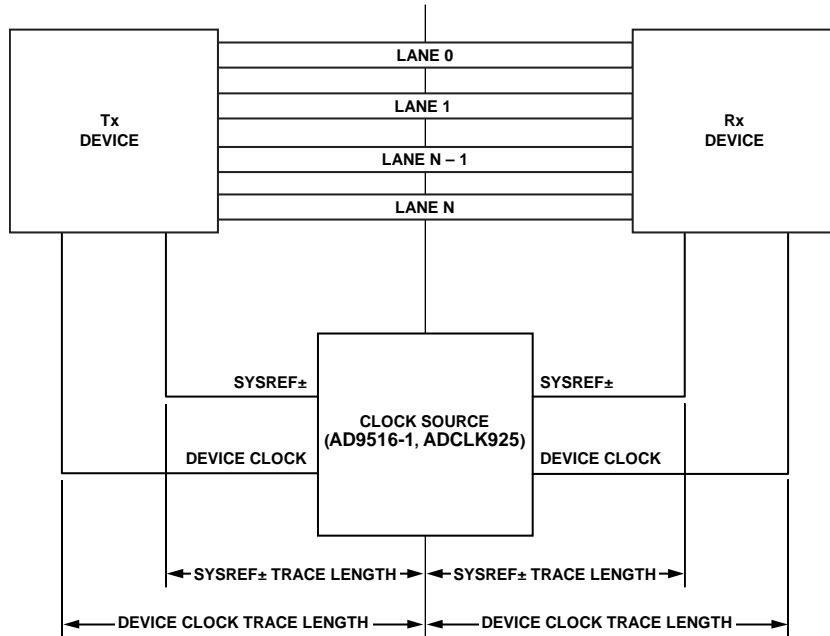 LANE 0
LANE 1
LANE N – 1
LANE N
Tx
DEVICE
Rx
DEVICE
SYSREF±
SYSREF±
CLOCK SOURCE
(AD9516-1, ADCLK925)
DEVICE CLOCK
DEVICE CLOCK
SYSREF± TRACE LENGTH
SYSREF± TRACE LENGTH
DEVICE CLOCK TRACE LENGTH
DEVICE CLOCK TRACE LENGTH